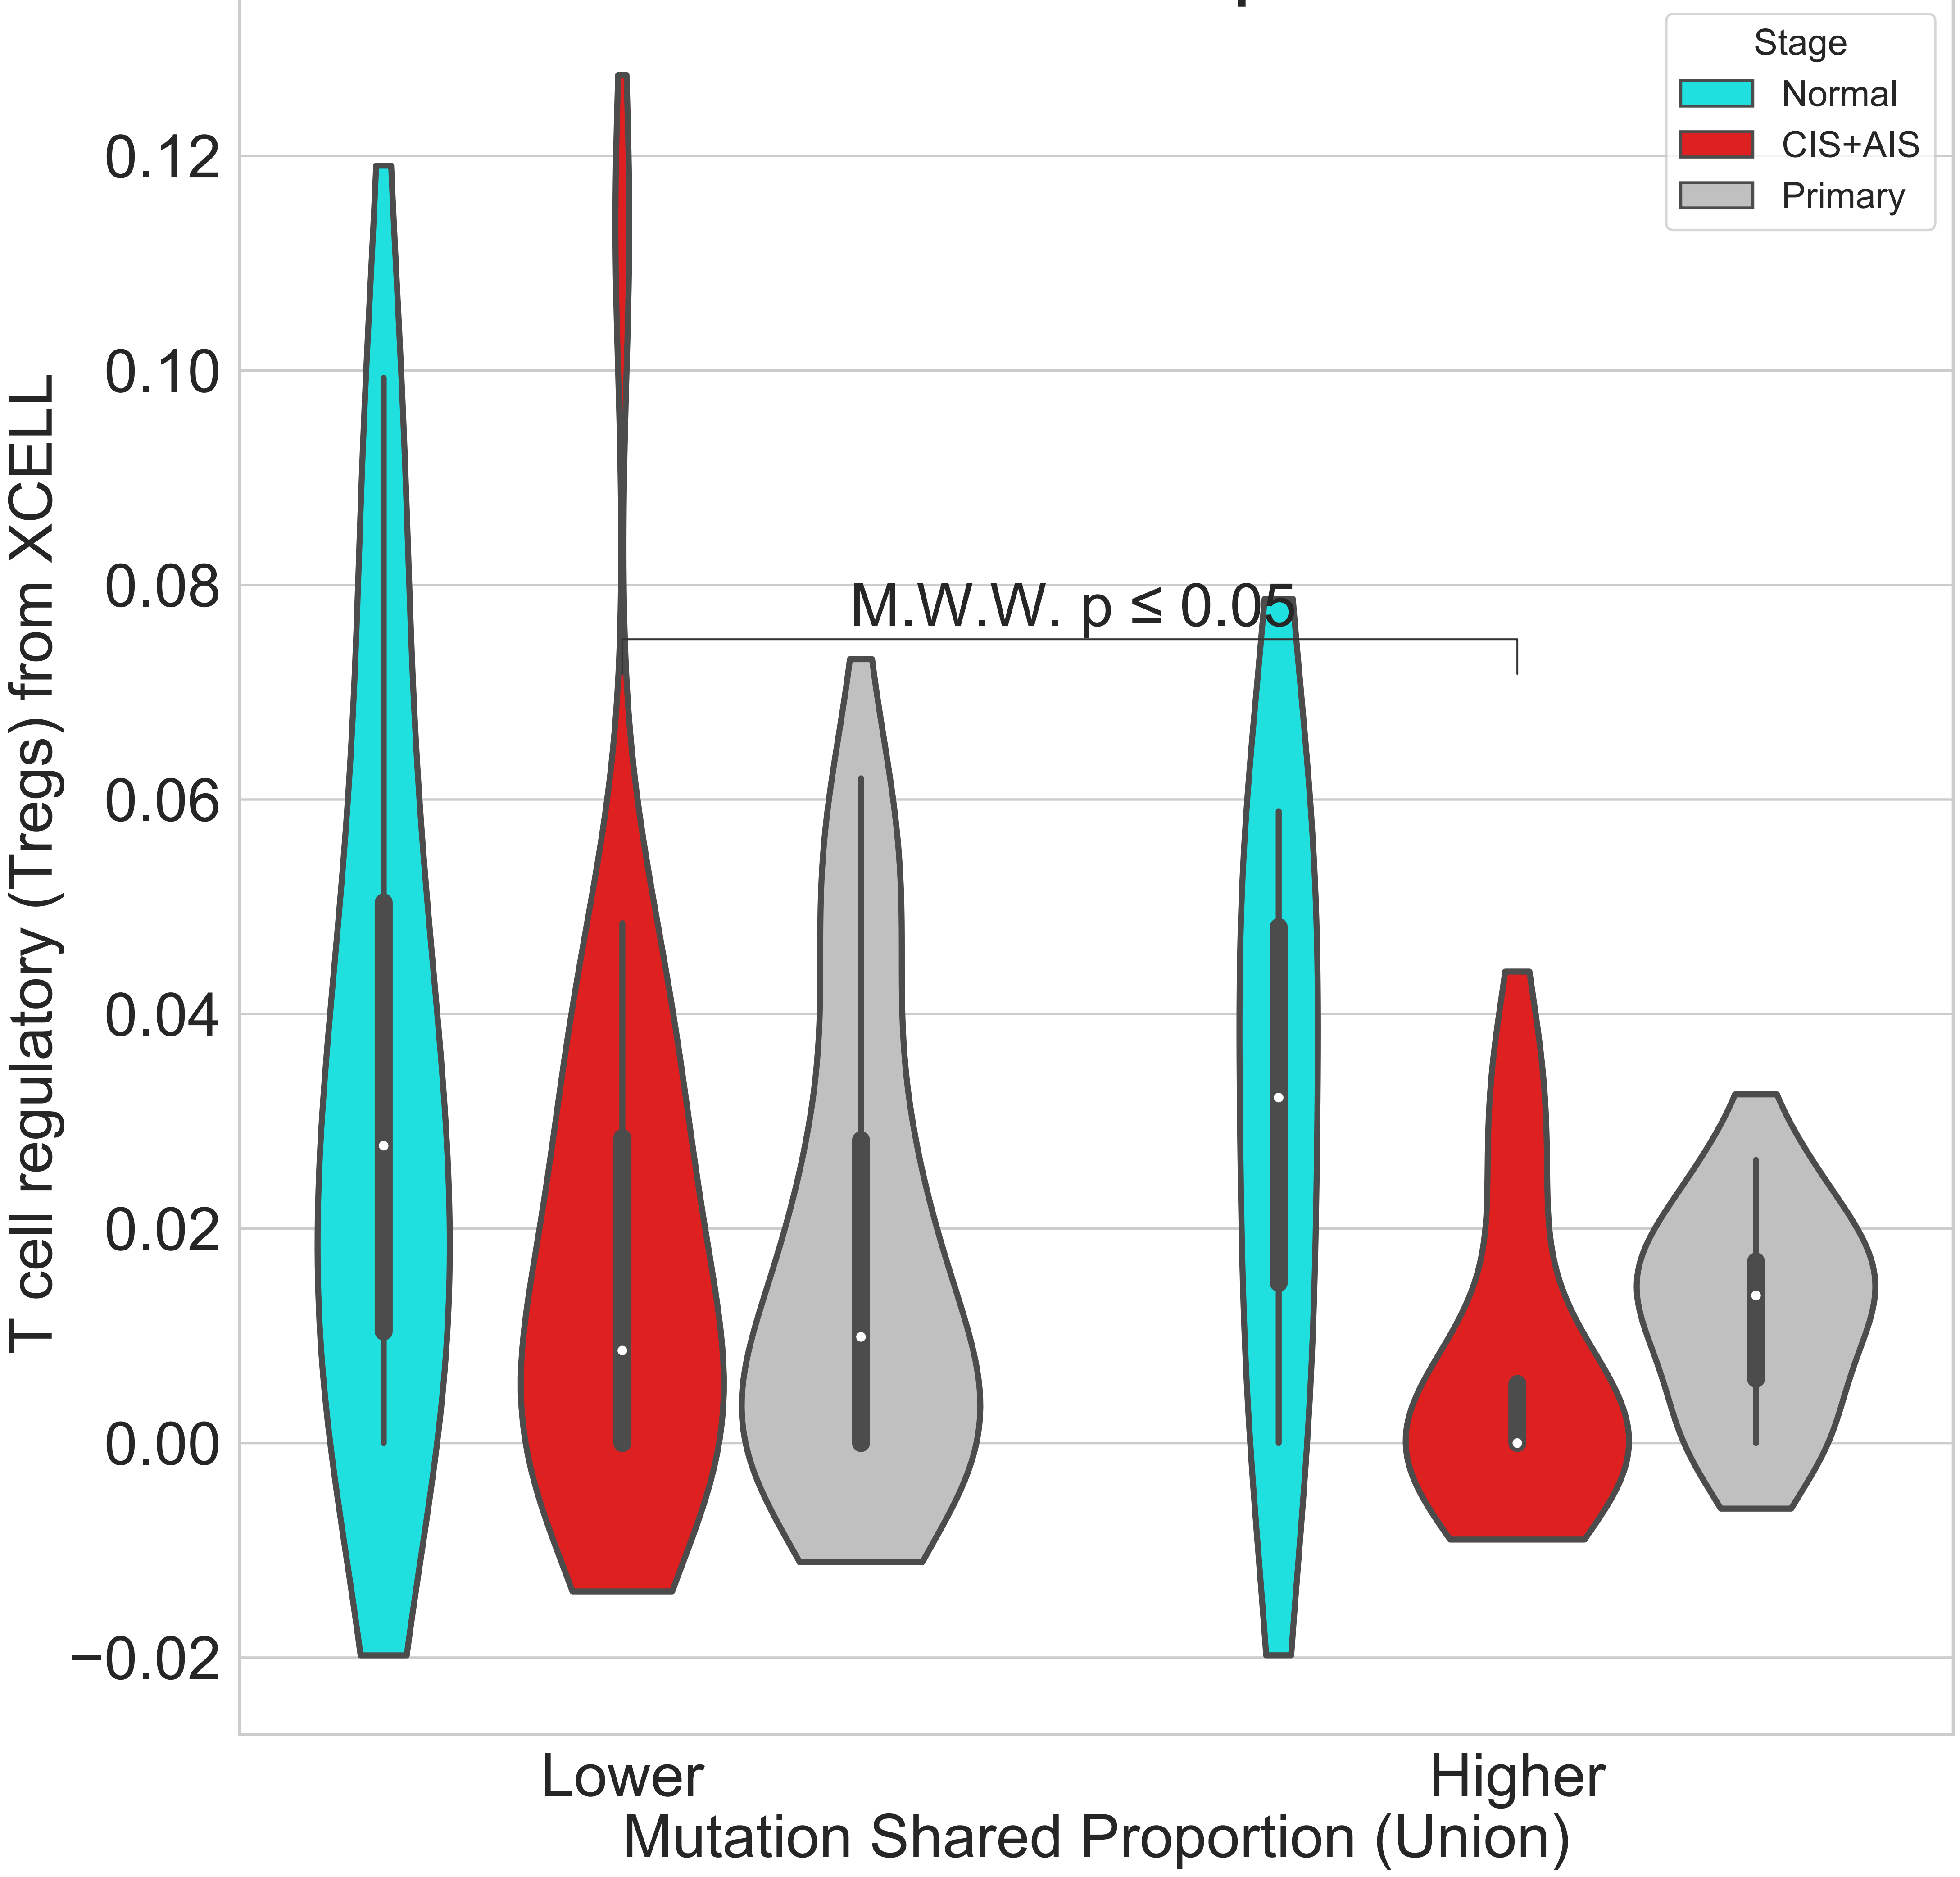 Stage
Normal
CIS+AIS
Primary
0.12
0.10
0.08
0.06
0.04
0.02
0.00
−0.02
T cell regulatory (Tregs) from XCELL
M.W.W. p ≤ 0.05
Lower
Higher
Mutation Shared Proportion (Union)